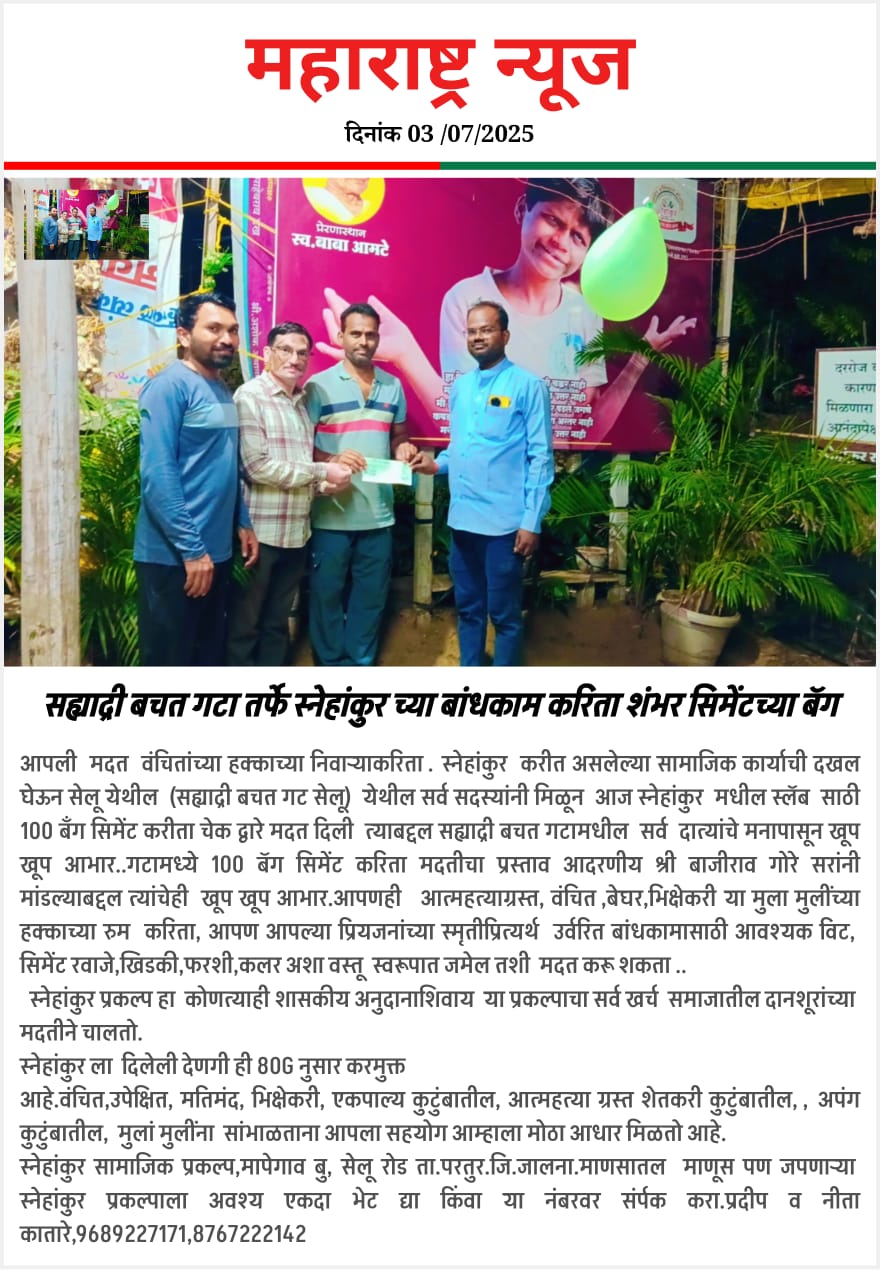 महाराष्ट्र न्यूज
दिनांक 03 /07/2025
प्रेरणास्थान
स्व.बाबा आमटे
दररोज
कारण
मिळणारा
आनंदापेक्ष
सह्याद्री बचत गटा तर्फे स्नेहांकुर च्या बांधकाम करिता शंभर सिमेंटच्या बॅग
आपली मदत वंचितांच्या हक्काच्या निवाऱ्याकरिता . स्नेहांकुर करीत असलेल्या सामाजिक कार्याची दखल
घेऊन सेलू येथील (सह्याद्री बचत गट सेलू) येथील सर्व सदस्यांनी मिळून आज स्नेहांकुर मधील स्लॅब साठी
100 बॅंग सिमेंट करीता चेक द्वारे मदत दिली त्याबद्दल सह्याद्री बचत गटामधील सर्व दात्यांचे मनापासून खूप
खूप आभार..गटामध्ये 100 बॅग सिमेंट करिता मदतीचा प्रस्ताव आदरणीय श्री बाजीराव गोरे सरांनी
मांडल्याबद्दल त्यांचेही खूप खूप आभार.आपणही आत्महत्याग्रस्त, वंचित ,बेघर,भिक्षेकरी या मुला मुलींच्या
हक्काच्या रुम करिता, आपण आपल्या प्रियजनांच्या स्मृतीप्रित्यर्थ उर्वरित बांधकामासाठी आवश्यक विट,
सिमेंट रवाजे,खिडकी,फरशी,कलर अशा वस्तू स्वरूपात जमेल तशी मदत करू शकता ..
स्नेहांकुर प्रकल्प हा कोणत्याही शासकीय अनुदानाशिवाय या प्रकल्पाचा सर्व खर्च समाजातील दानशूरांच्या
मदतीने चालतो.
स्नेहांकुर ला दिलेली देणगी ही 80G नुसार करमुक्त
आहे.वंचित,उपेक्षित, मतिमंद, भिक्षेकरी, एकपाल्य कुटुंबातील, आत्महत्या ग्रस्त शेतकरी कुटुंबातील, , अपंग
कुटुंबातील, मुलां मुलींना सांभाळताना आपला सहयोग आम्हाला मोठा आधार मिळतो आहे.
स्नेहांकुर सामाजिक प्रकल्प,मापेगाव बु, सेलू रोड ता.परतुर.जि.जालना.माणसातल माणूस पण जपणाऱ्या
स्नेहांकुर प्रकल्पाला अवश्य एकदा भेट द्या किंवा या नंबरवर संर्पक करा.प्रदीप व नीता
कातारे,9689227171,8767222142